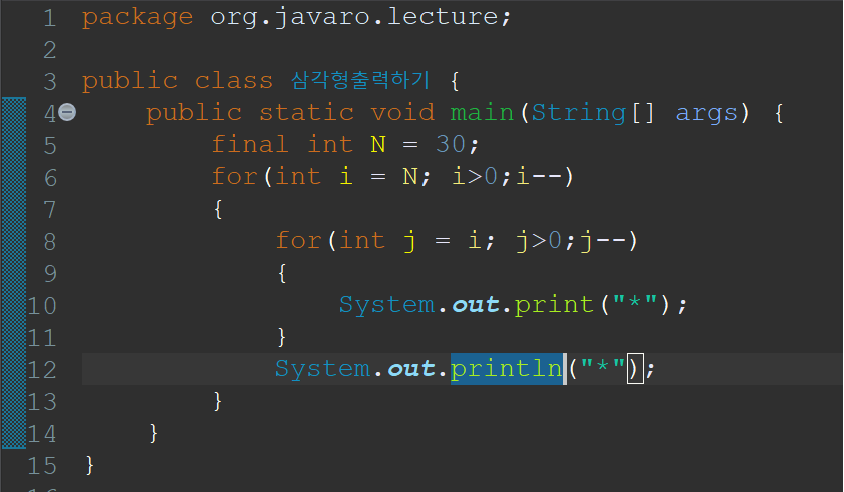 1 package org.javaro.lecture;
2
3 public class 삼각형출력하기 {
4 public static void main(String[] args) {
5 final int N = 30;
6 for(int i = N; i>0;i--)
7 {
8 for(int j = i; j>0;j--)
9 {
10 System.out.print("*");
11 }
12 System.out.println("*");
13 }
14 }
15 }
16